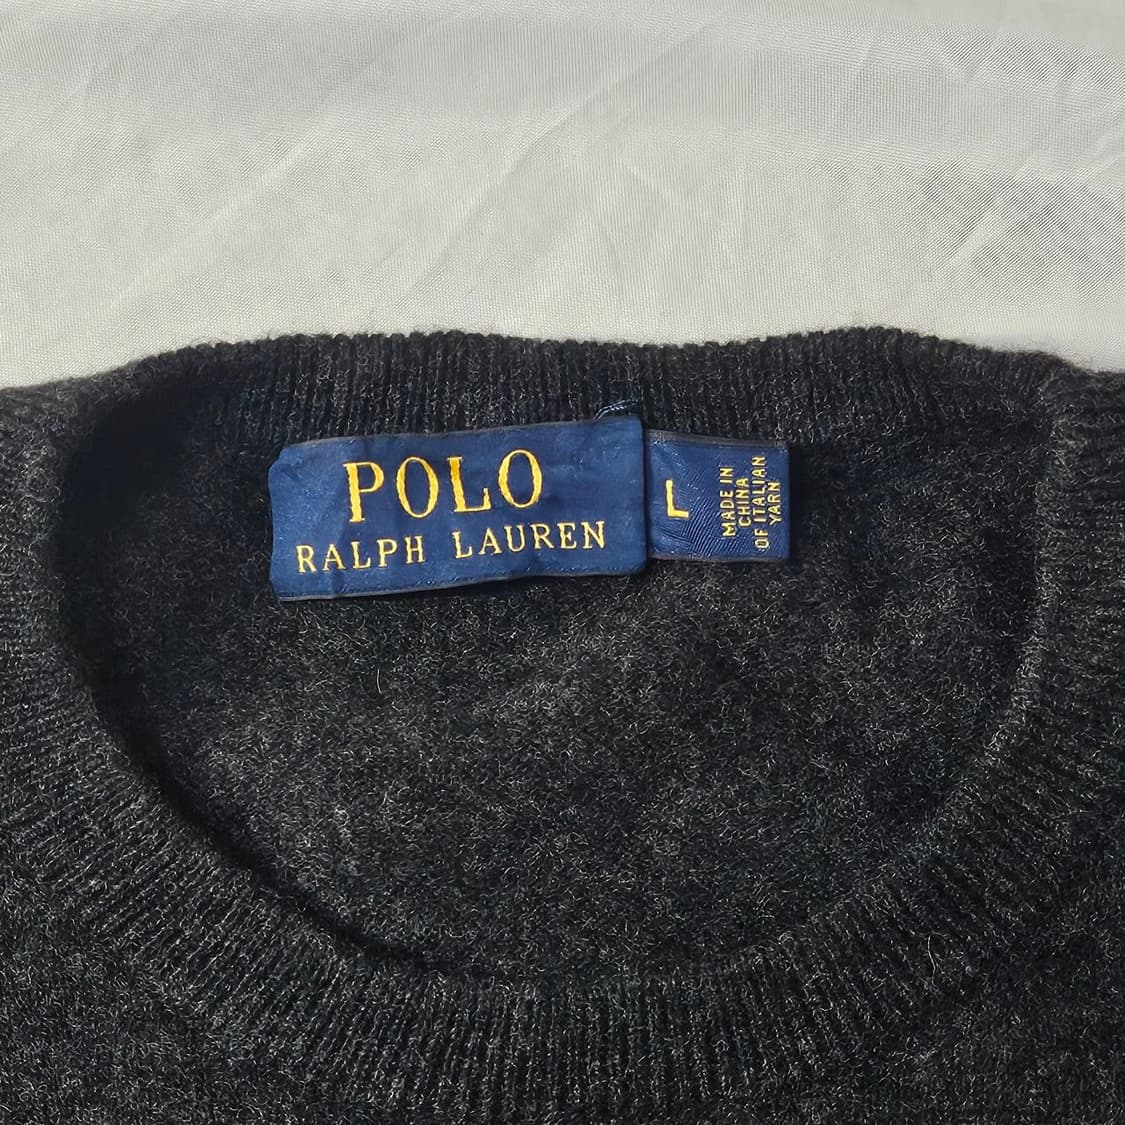 POLO
RALPH LAUREN
L
MADE IN
CHINA
OF ITALIAN
YARN